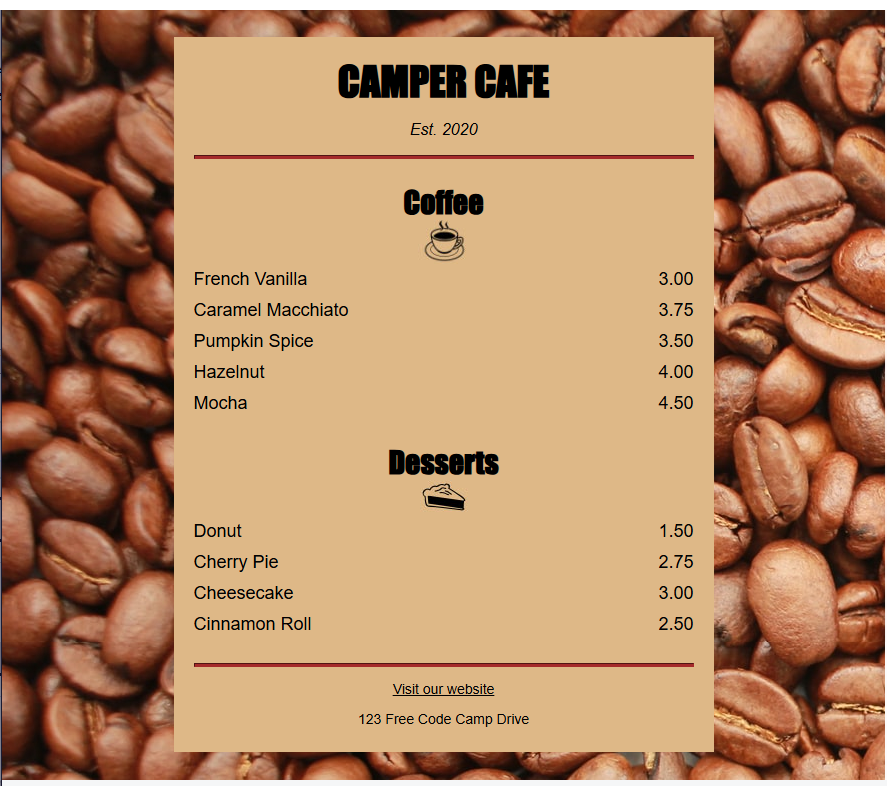 CAMPER CAFE
Est. 2020
Coffee
French Vanilla 3.00
Caramel Macchiato 3.75
Pumpkin Spice 3.50
Hazelnut 4.00
Mocha 4.50
Desserts
Donut 1.50
Cherry Pie 2.75
Cheesecake 3.00
Cinnamon Roll 2.50
Visit our website
123 Free Code Camp Drive